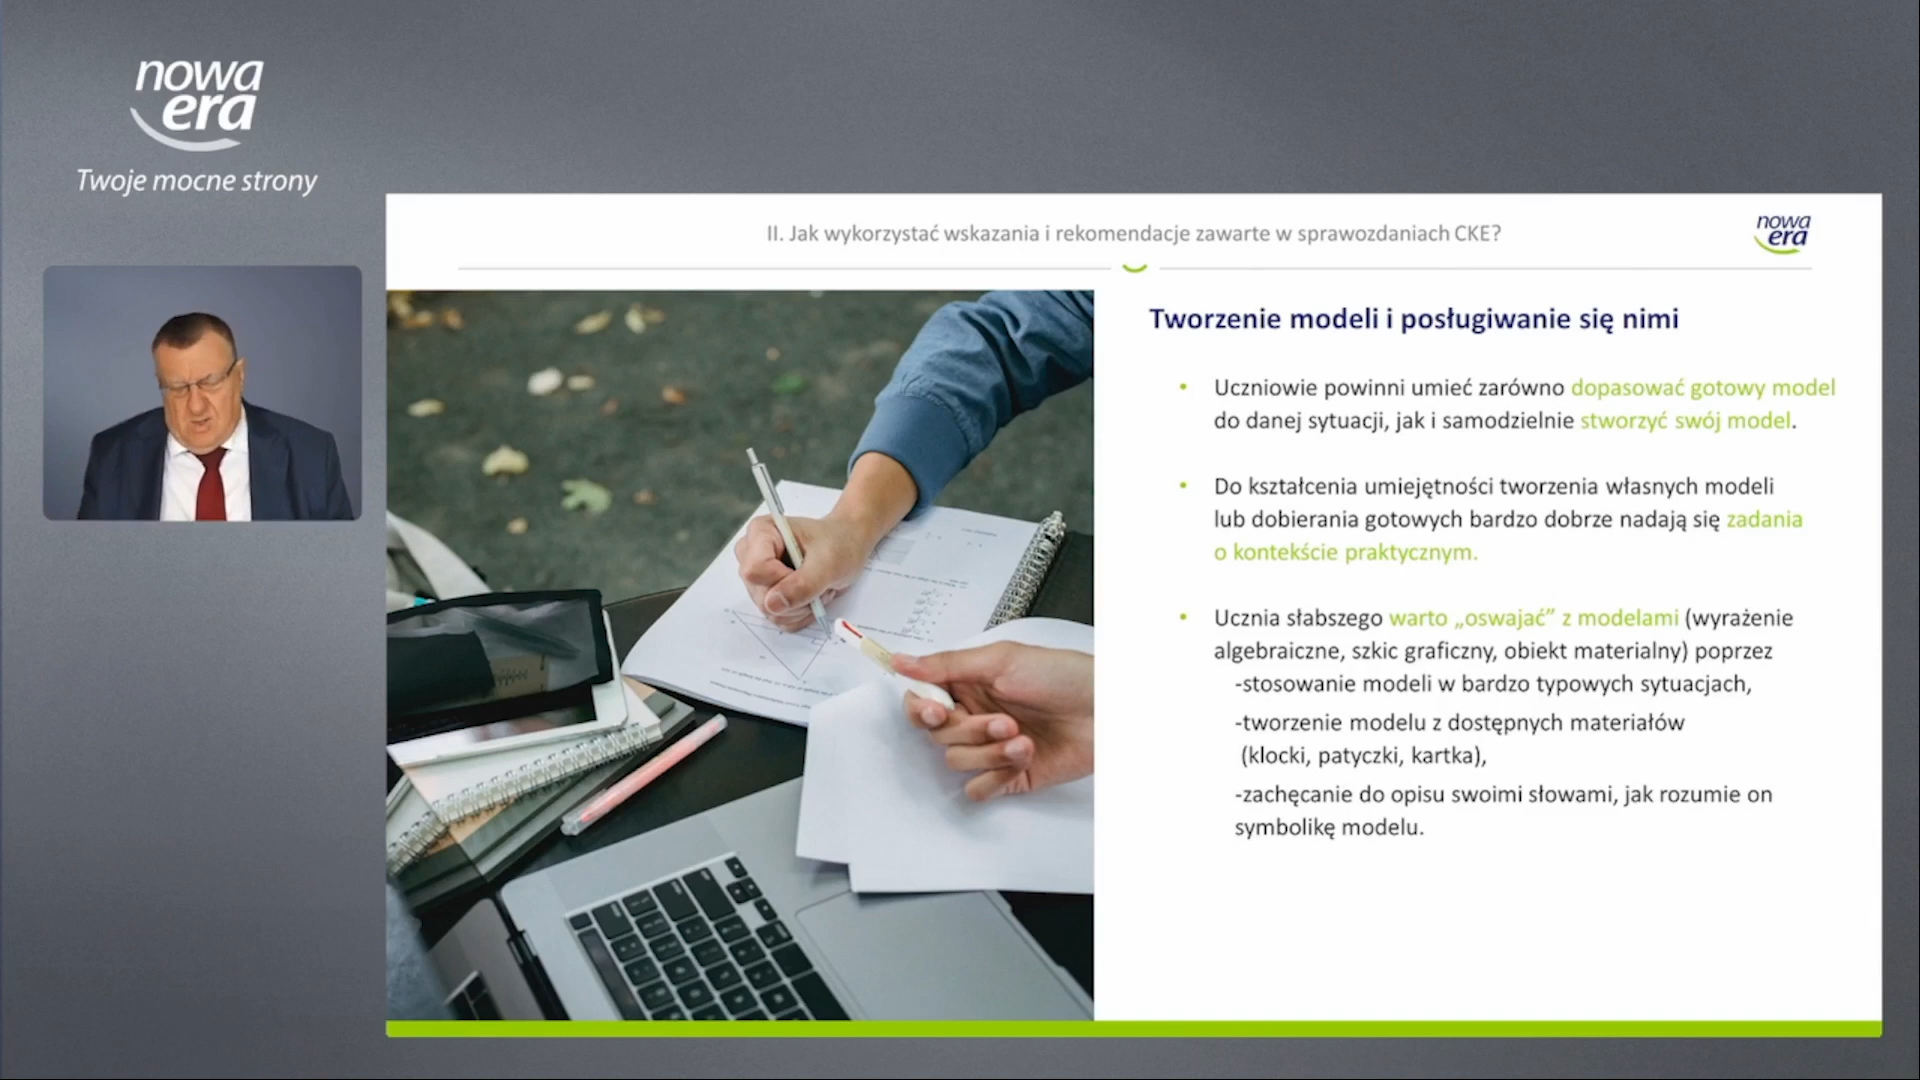 nowa
era
Twoje mocne strony
II. Jak wykorzystać wskazania i rekomendacje zawarte w sprawozdaniach CKE?
nowa
era
Tworzenie modeli i posługiwanie się nimi
• Uczniowie powinni umieć zarówno dopasować gotowy model
do danej sytuacji, jak i samodzielnie stworzyć swój model.
• Do kształcenia umiejętności tworzenia własnych modeli
lub dobierania gotowych bardzo dobrze nadają się zadania
o kontekście praktycznym.
• Ucznia słabszego warto „oswajać” z modelami (wyrażenie
algebraiczne, szkic graficzny, obiekt materialny) poprzez
-stosowanie modeli w bardzo typowych sytuacjach,
-tworzenie modelu z dostępnych materiałów
(klocki, patyczki, kartka),
-zachęcanie do opisu swoimi słowami, jak rozumie on
symbolikę modelu.